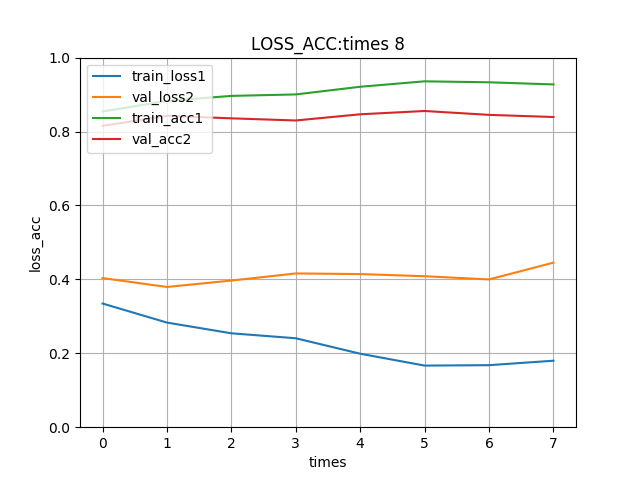 LOSS_ACC:times 8
train_loss1
val_loss2
train_acc1
val_acc2
loss_acc
1.0
0.8
0.6
0.4
0.2
0.0
0 1 2 3 4 5 6 7
times